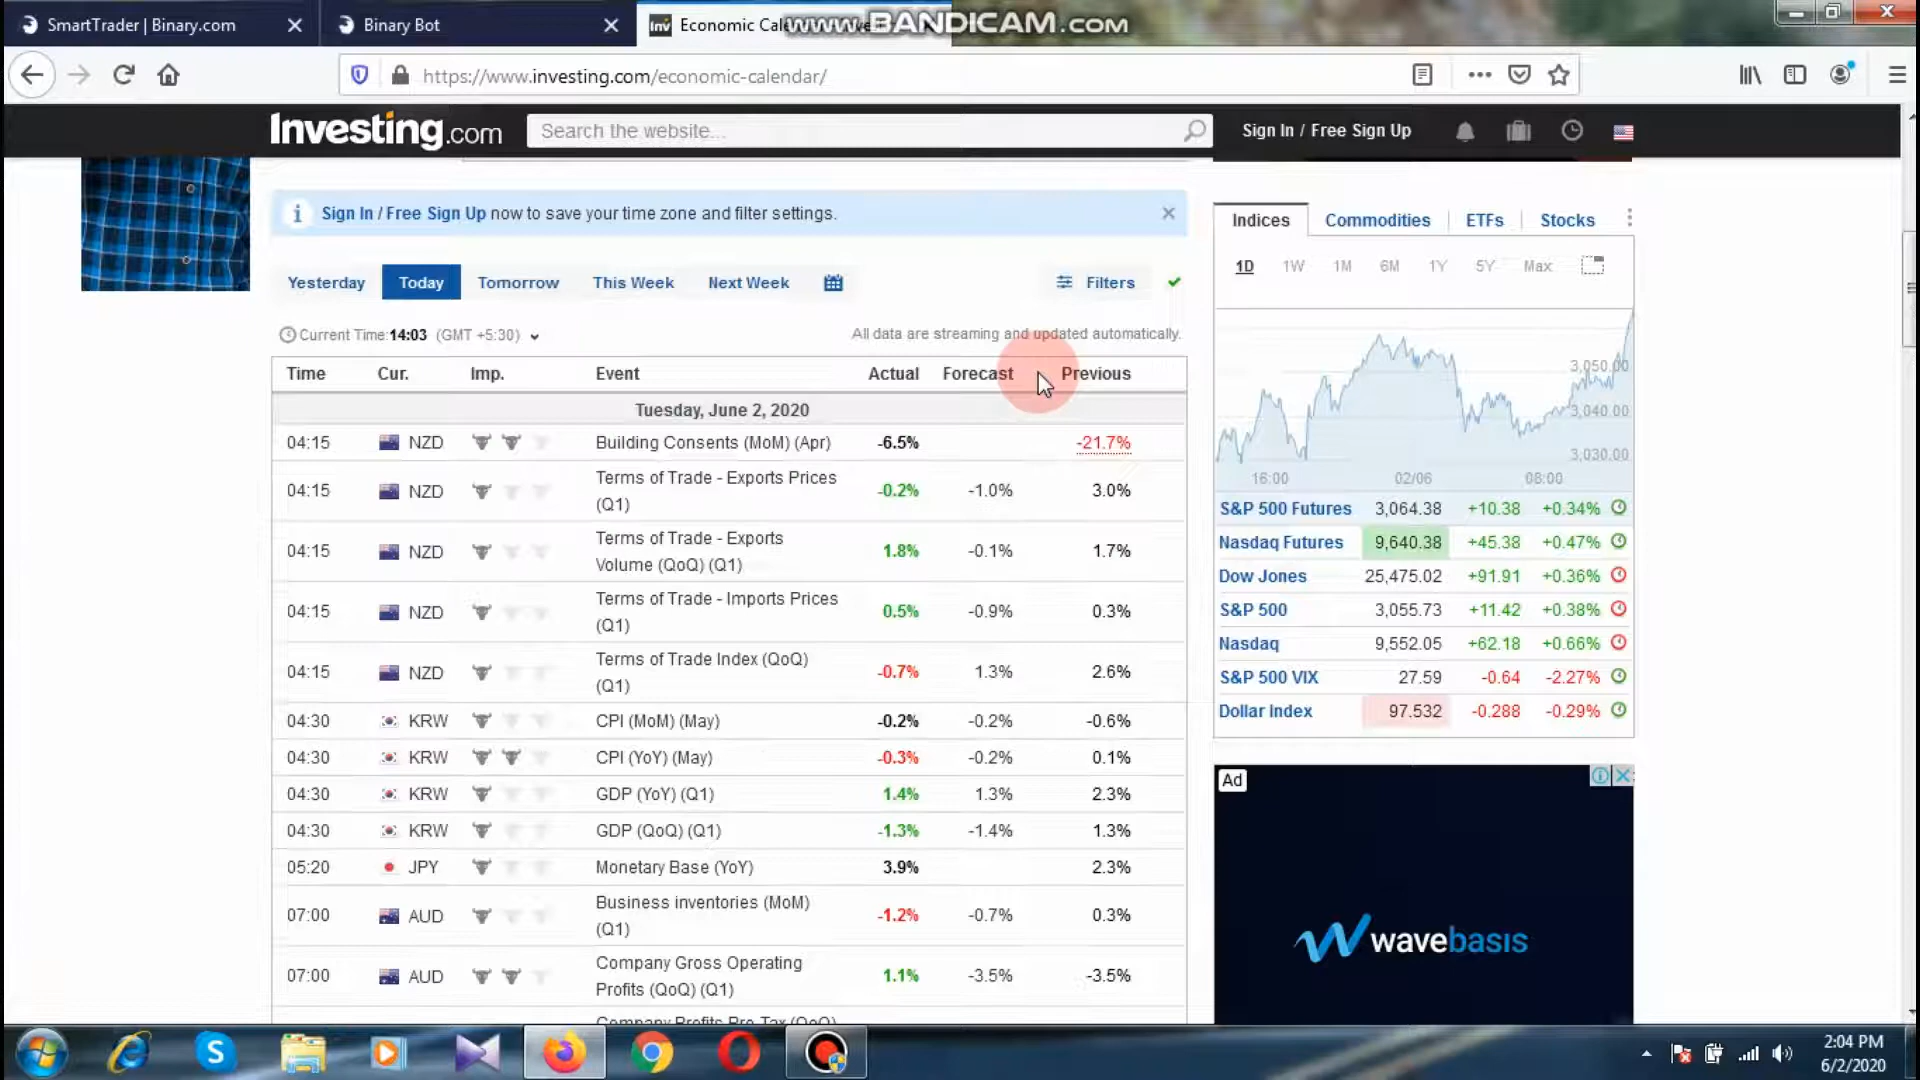 SmartTrader | Binary.com
Binary Bot
Economic Cale
www.BANDICAM.COM
https://www.investing.com/economic-calendar/
Investing.com
Search the website...
Sign In / Free Sign Up
Sign In / Free Sign Up now to save your time zone and filter settings.
Yesterday Today Tomorrow This Week Next Week Filters
Current Time:14:03 (GMT +5:30)
All data are streaming and updated automatically.
Time Cur. Imp. Event Actual Forecast Previous
Tuesday, June 2, 2020
04:15 NZD Building Consents (MoM) (Apr) -6.5% -21.7%
04:15 NZD Terms of Trade - Exports Prices -0.2% -1.0% 3.0%
(Q1)
04:15 NZD Terms of Trade - Exports 1.8% -0.1% 1.7%
Volume (QoQ) (Q1)
04:15 NZD Terms of Trade - Imports Prices 0.5% -0.9% 0.3%
(Q1)
04:15 NZD Terms of Trade Index (QoQ) -0.7% 1.3% 2.6%
(Q1)
04:30 KRW CPI (MoM) (May) -0.2% -0.2% -0.6%
04:30 KRW CPI (YoY) (May) -0.3% -0.2% 0.1%
04:30 KRW GDP (YoY) (Q1) 1.4% 1.3% 2.3%
04:30 KRW GDP (QoQ) (Q1) -1.3% -1.4% 1.3%
05:20 JPY Monetary Base (YoY) 3.9% 2.3%
07:00 AUD Business inventories (MoM) -1.2% -0.7% 0.3%
(Q1)
07:00 AUD Company Gross Operating 1.1% -3.5% -3.5%
Profits (QoQ) (Q1)
Company Profits Pre-Tax (QoQ)
Indices Commodities ETFs Stocks
1D 1W 1M 6M 1Y 5Y Max
3,050.00
3,040.00
3,030.00
16:00 02/06 08:00
S&P 500 Futures 3,064.38 +10.38 +0.34%
Nasdaq Futures 9,640.38 +45.38 +0.47%
Dow Jones 25,475.02 +91.91 +0.36%
S&P 500 3,055.73 +11.42 +0.38%
Nasdaq 9,552.05 +62.18 +0.66%
S&P 500 VIX 27.59 -0.64 -2.27%
Dollar Index 97.532 -0.288 -0.29%
Ad
wavebasis
2:04 PM
6/2/2020